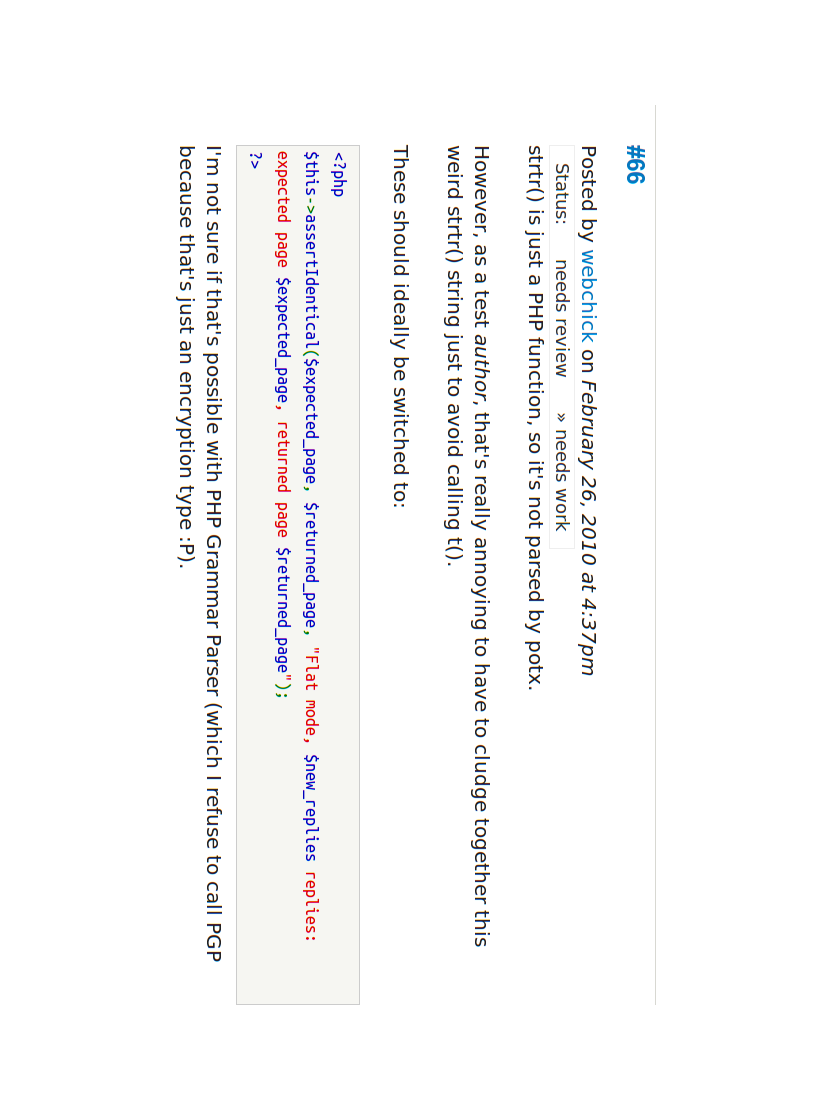 #66
Posted by webchick on February 26, 2010 at 4:37pm
Status: needs review » needs work
strtr() is just a PHP function, so it's not parsed by potx.
However, as a test author, that's really annoying to have to cludge together this
weird strtr() string just to avoid calling t().
These should ideally be switched to:
<?php
$this->assertIdentical($expected_page, $returned_page, "Flat mode, $new_replies replies:
expected page $expected_page, returned page $returned_page");
?>
I'm not sure if that's possible with PHP Grammar Parser (which I refuse to call PGP
because that's just an encryption type :P).